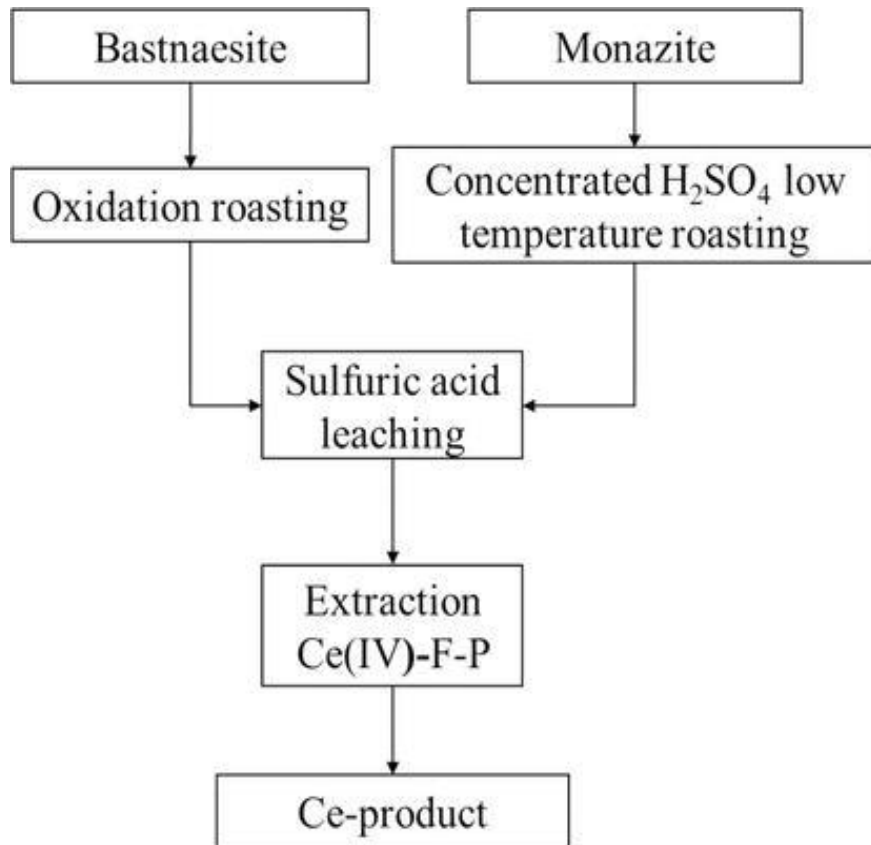 Bastnaesite
Monazite
Oxidation roasting
Concentrated H₂SO₄ low
temperature roasting
Sulfuric acid
leaching
Extraction
Ce(IV)-F-P
Ce-product